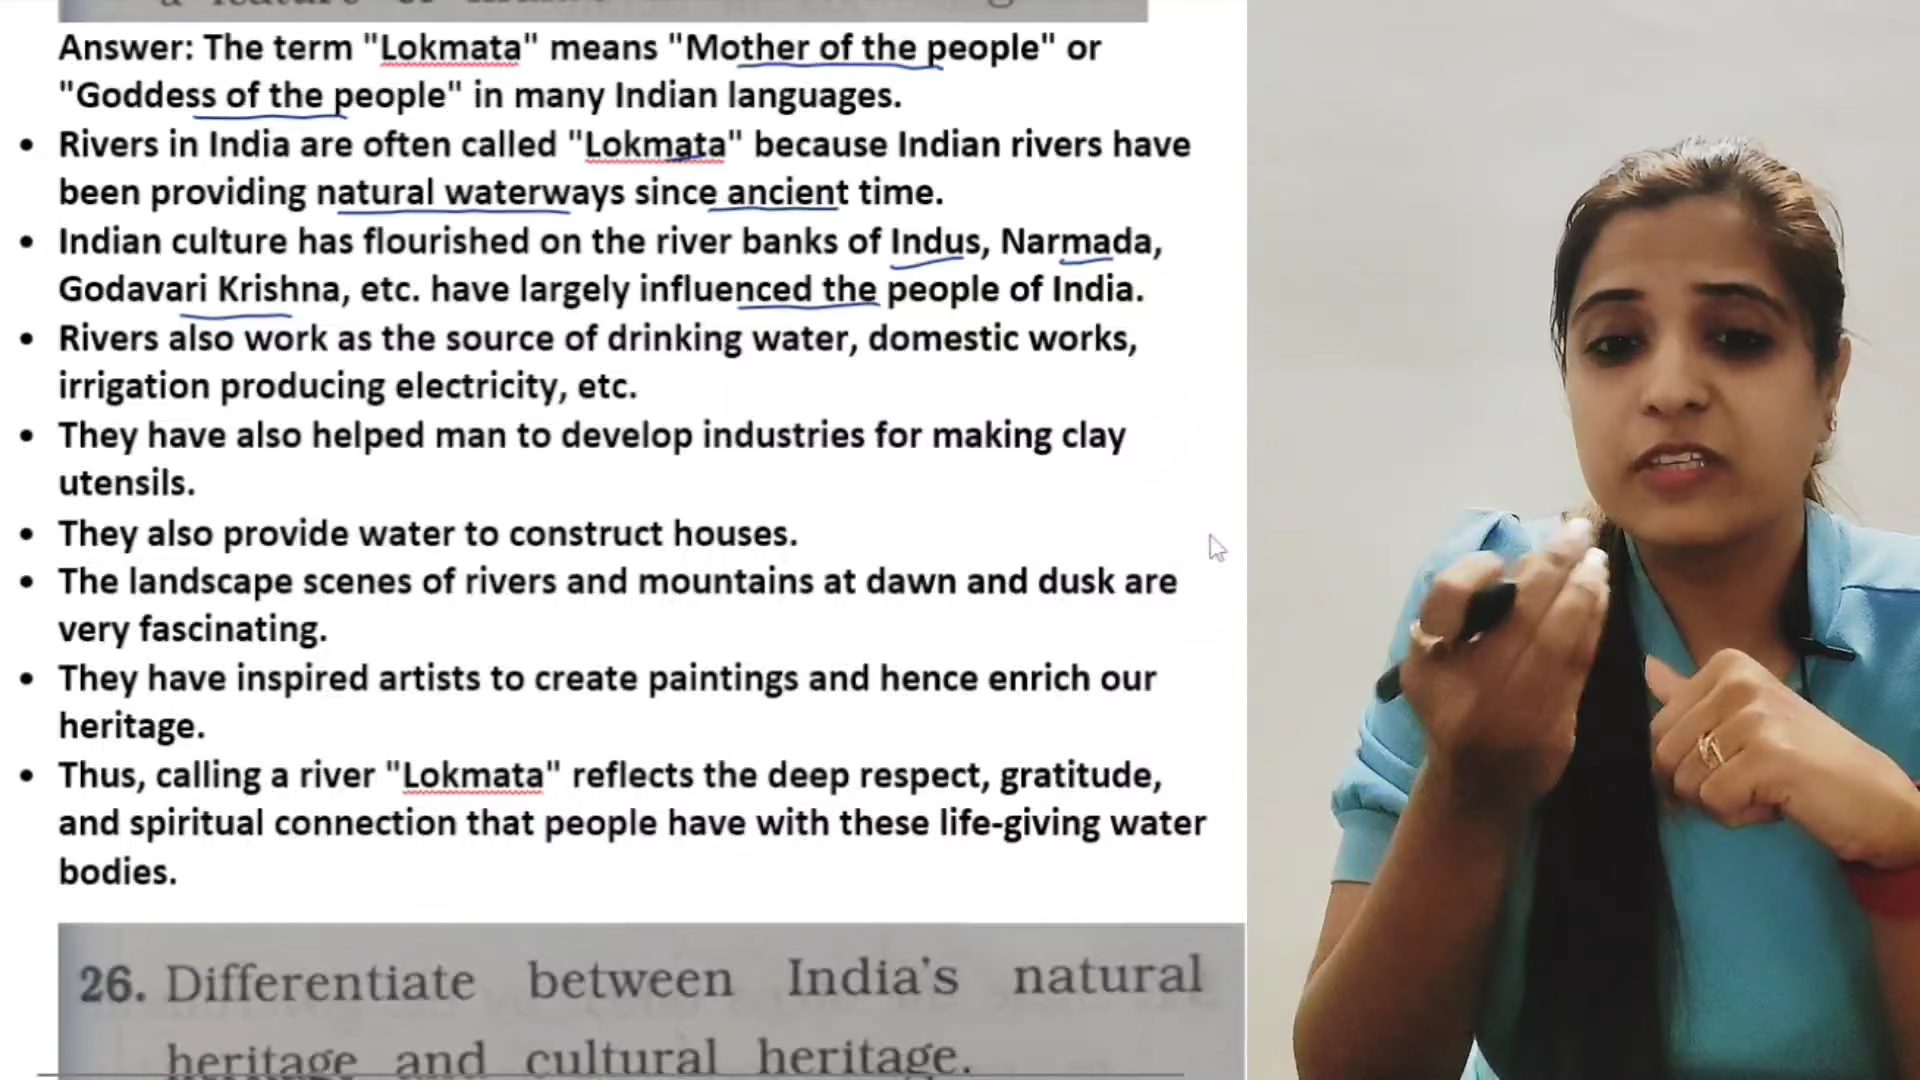 Answer: The term "Lokmata" means "Mother of the people" or
"Goddess of the people" in many Indian languages.
• Rivers in India are often called "Lokmata" because Indian rivers have
been providing natural waterways since ancient time.
• Indian culture has flourished on the river banks of Indus, Narmada,
Godavari Krishna, etc. have largely influenced the people of India.
• Rivers also work as the source of drinking water, domestic works,
irrigation producing electricity, etc.
• They have also helped man to develop industries for making clay
utensils.
• They also provide water to construct houses.
• The landscape scenes of rivers and mountains at dawn and dusk are
very fascinating.
• They have inspired artists to create paintings and hence enrich our
heritage.
• Thus, calling a river "Lokmata" reflects the deep respect, gratitude,
and spiritual connection that people have with these life-giving water
bodies.
26. Differentiate between India's natural
heritage and cultural heritage.